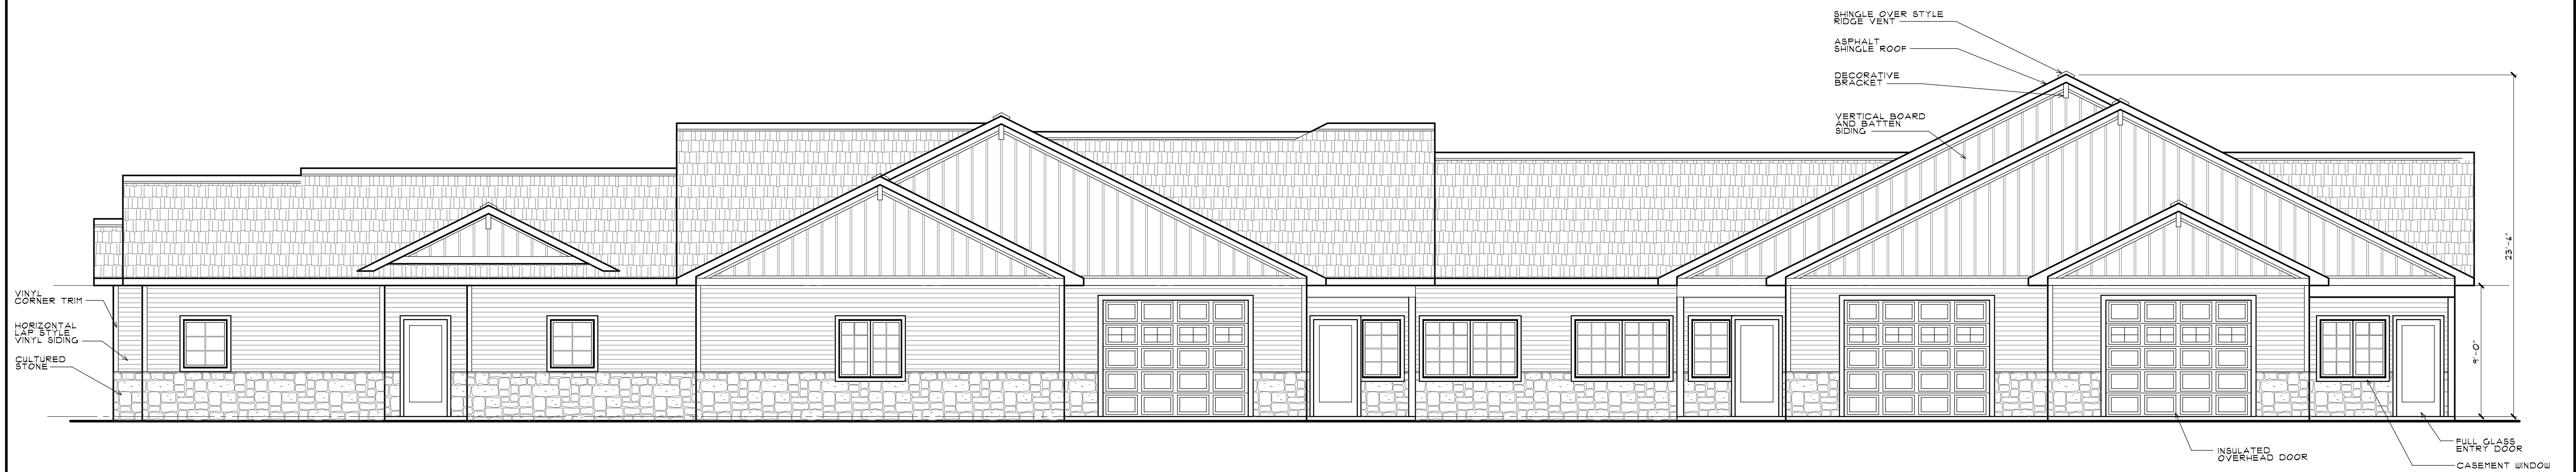 SHINGLE OVER STYLE
RIDGE VENT
ASPHALT
SHINGLE ROOF
DECORATIVE
BRACKET
VERTICAL BOARD
AND BATTEN
SIDING
23'-6"
9'-0"
VINYL
CORNER TRIM
HORIZONTAL
LAP STYLE
VINYL SIDING
CULTURED
STONE
INSULATED
OVERHEAD DOOR
FULL GLASS
ENTRY DOOR
CASEMENT WINDOW